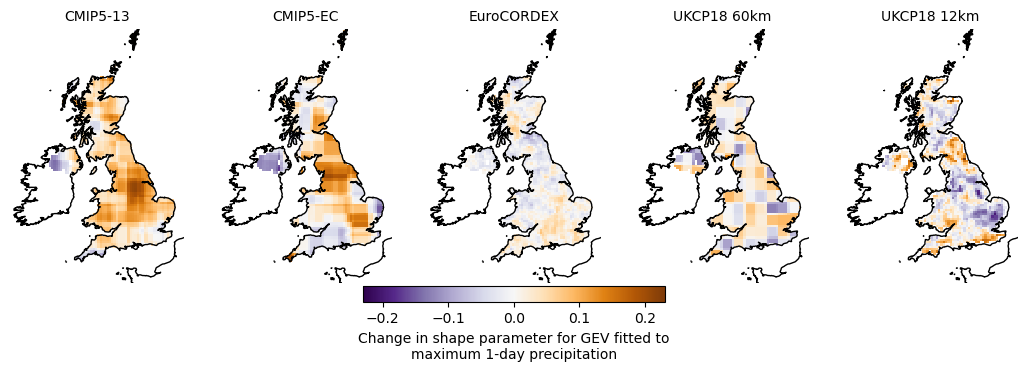 CMIP5-13
CMIP5-EC
EuroCORDEX
UKCP18 60km
UKCP18 12km
−0.2
−0.1
0.0
0.1
0.2
Change in shape parameter for GEV fitted to
maximum 1-day precipitation